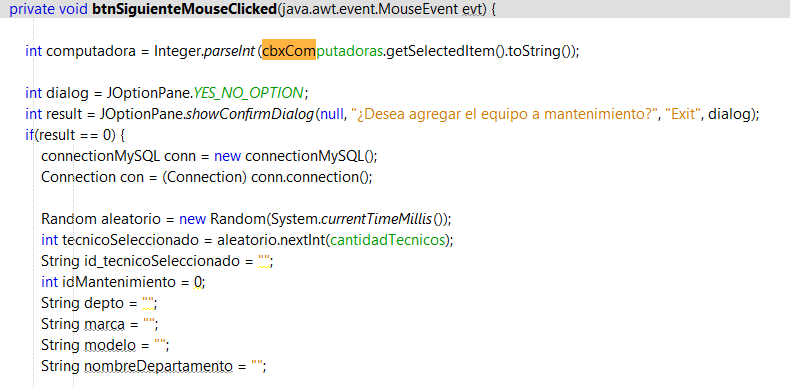 private void btnSiguienteMouseClicked(java.awt.event.MouseEvent evt) {
int computadora = Integer.parseInt(cbxComputadoras.getSelectedItem().toString());
int dialog = JOptionPane.YES_NO_OPTION;
int result = JOptionPane.showConfirmDialog(null, "¿Desea agregar el equipo a mantenimiento?", "Exit", dialog);
if(result == 0) {
connectionMySQL conn = new connectionMySQL();
Connection con = (Connection) conn.connection();
Random aleatorio = new Random(System.currentTimeMillis());
int tecnicoSeleccionado = aleatorio.nextInt(cantidadTecnicos);
String id_tecnicoSeleccionado = "";
int idMantenimiento = 0;
String depto = "";
String marca = "";
String modelo = "";
String nombreDepartamento = "";